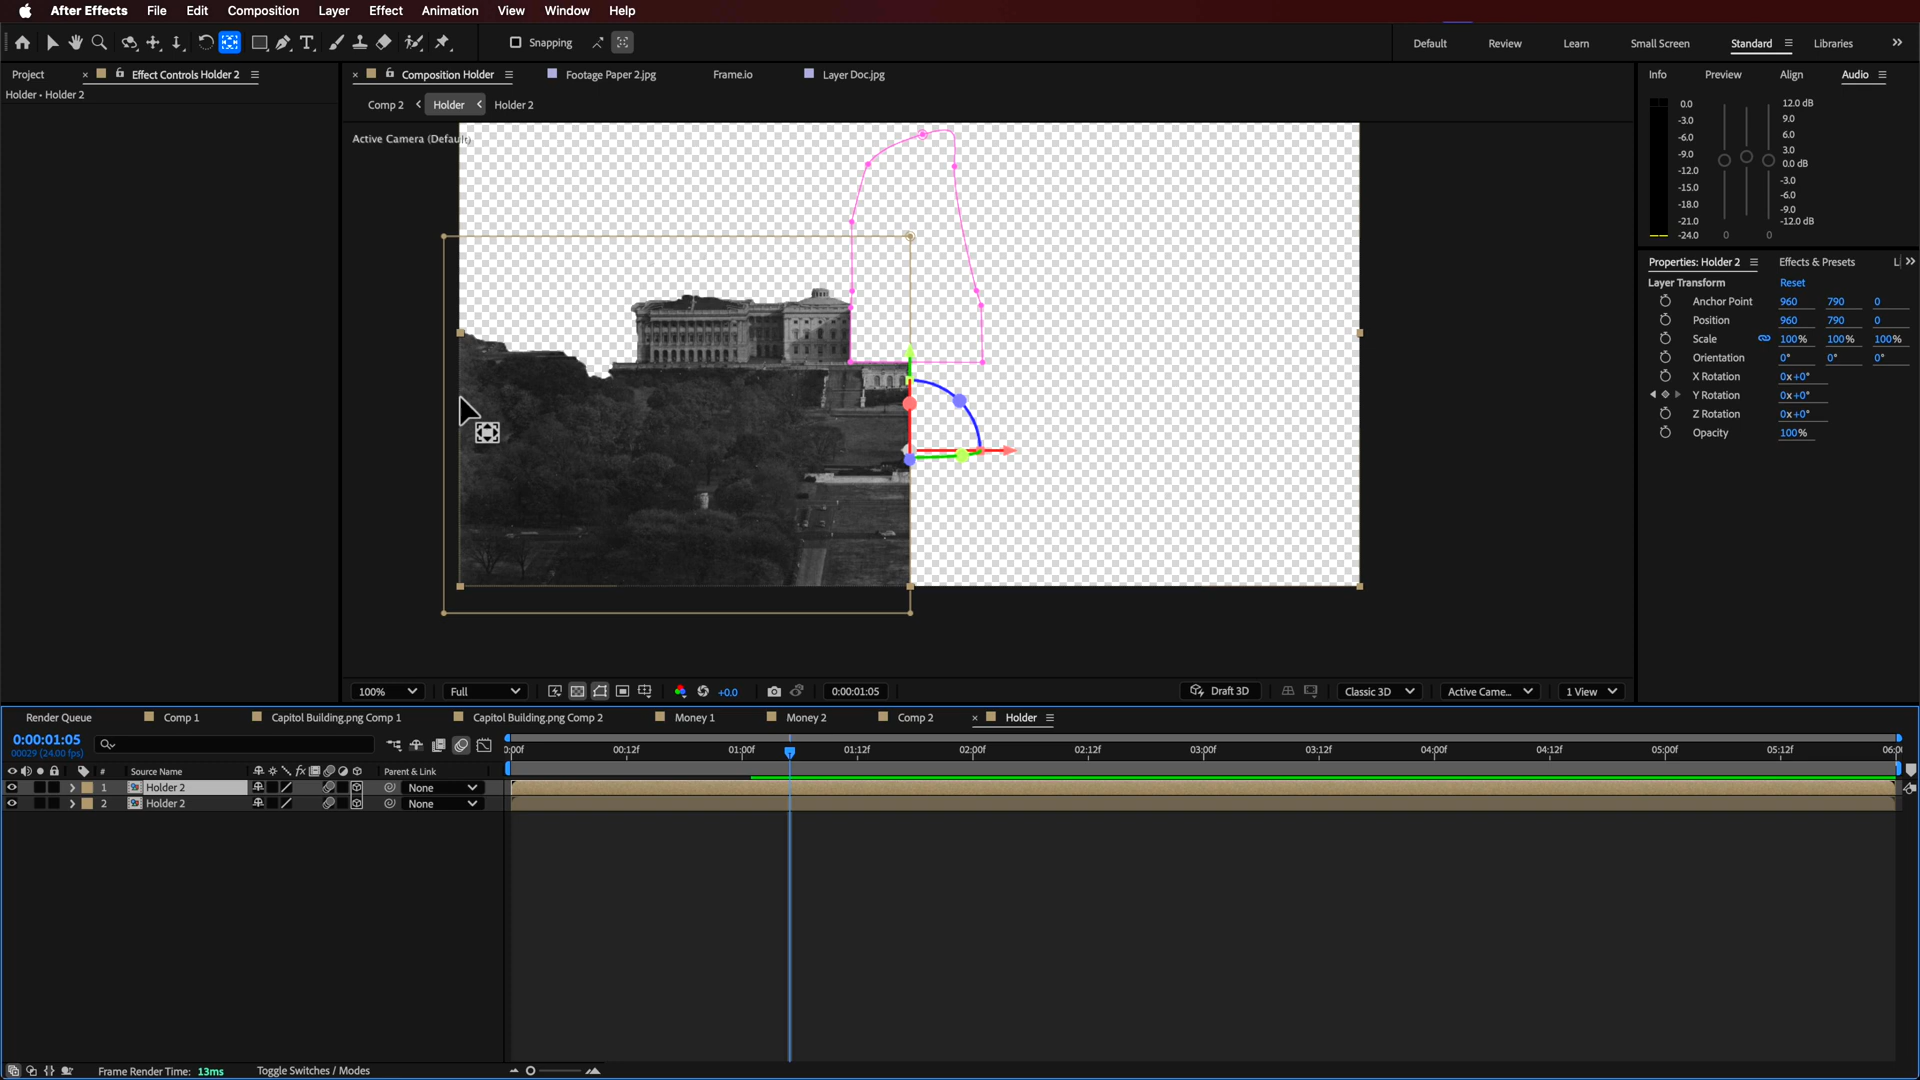 After Effects File Edit Composition Layer Effect Animation View Window Help
Snapping
Default Review Learn Small Screen Standard Libraries
Project Effect Controls Holder 2
Holder • Holder 2
Composition Holder Footage Paper 2.jpg Frame.io Layer Doc.jpg
Comp 2 Holder Holder 2
Active Camera (Default)
Info Preview Align Audio
0.0 12.0 dB
-3.0 9.0
-6.0 6.0
-9.0 3.0
0.0 dB
-12.0 -3.0
-15.0 -6.0
-18.0 -9.0
-21.0 -12.0 dB
-24.0 0 0
Properties: Holder 2 Effects & Presets L
Layer Transform Reset
Anchor Point 960 790 0
Position 960 790 0
Scale 100% 100% 100%
Orientation 0° 0° 0°
X Rotation 0x+0°
Y Rotation 0x+0°
Z Rotation 0x+0°
Opacity 100%
100% Full +0.0 0:00:01:05 Draft 3D Classic 3D Active Came... 1 View
Render Queue Comp 1 Capitol Building.png Comp 1 Capitol Building.png Comp 2 Money 1 Money 2 Comp 2 Holder
0:00:01:05
00029 (24.00 fps)
0:00f 00:12f 01:00f 01:12f 02:00f 02:12f 03:00f 03:12f 04:00f 04:12f 05:00f 05:12f 06:00
# Source Name fx Parent & Link
1 Holder 2 None
2 Holder 2 None
Frame Render Time: 13ms Toggle Switches / Modes